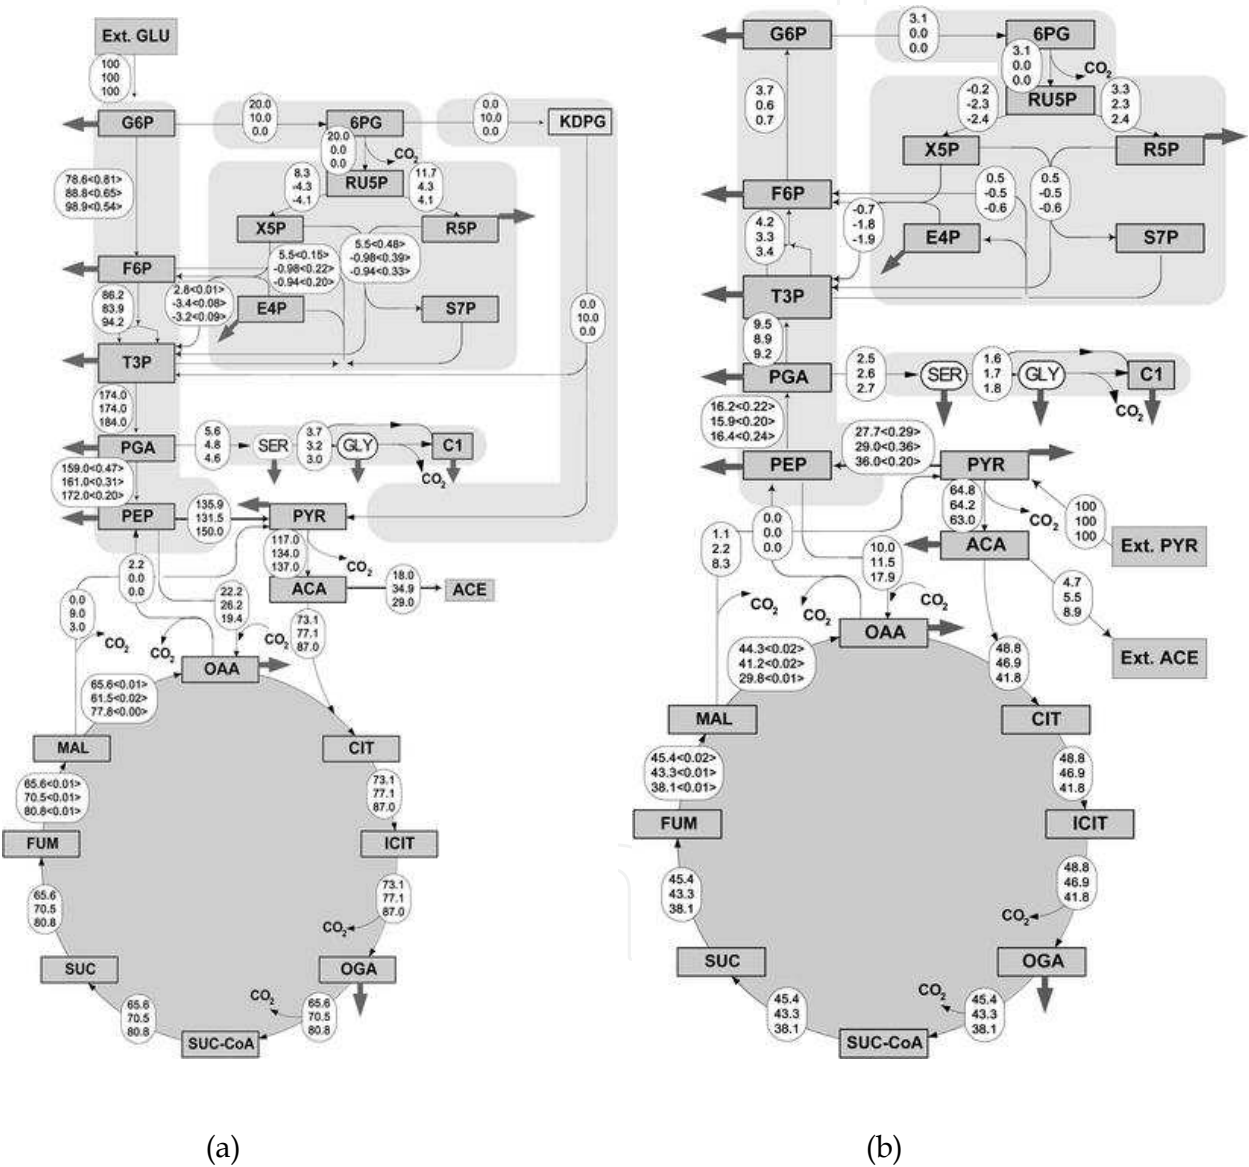 Ext. GLU
100
100
100
G6P
20.0
10.0
0.0
6PG
0.0
10.0
0.0
KDPG
20.0
0.0
0.0
CO2
RU5P
78.6<0.81>
88.8<0.65>
98.9<0.54>
8.3
-4.3
-4.1
11.7
4.3
4.1
X5P
R5P
5.5<0.15>
-0.98<0.22>
-0.94<0.20>
5.5<0.48>
-0.98<0.39>
-0.94<0.33>
F6P
2.8<0.01>
-3.4<0.08>
-3.2<0.09>
86.2
83.9
94.2
E4P
S7P
0.0
10.0
0.0
T3P
174.0
174.0
184.0
PGA
5.6
4.8
4.6
SER
3.7
3.2
3.0
GLY
C1
CO2
159.0<0.47>
161.0<0.31>
172.0<0.20>
PEP
135.9
131.5
150.0
PYR
117.0
134.0
137.0
CO2
ACA
18.0
34.9
29.0
ACE
2.2
0.0
0.0
22.2
26.2
19.4
0.0
9.0
3.0
CO2
CO2
CO2
73.1
77.1
87.0
OAA
65.6<0.01>
61.5<0.02>
77.8<0.00>
MAL
CIT
65.6<0.01>
70.5<0.01>
80.8<0.01>
73.1
77.1
87.0
FUM
ICIT
65.6
70.5
80.8
73.1
77.1
87.0
CO2
SUC
OGA
CO2
65.6
70.5
80.8
65.6
70.5
80.8
SUC-CoA
(a)
G6P
3.1
0.0
0.0
6PG
3.1
0.0
0.0
CO2
RU5P
3.7
0.6
0.7
-0.2
-2.3
-2.4
3.3
2.3
2.4
X5P
R5P
F6P
0.5
-0.5
-0.6
0.5
-0.5
-0.6
4.2
3.3
3.4
-0.7
-1.8
-1.9
E4P
S7P
T3P
9.5
8.9
9.2
PGA
2.5
2.6
2.7
SER
1.6
1.7
1.8
GLY
C1
CO2
16.2<0.22>
15.9<0.20>
16.4<0.24>
27.7<0.29>
29.0<0.36>
36.0<0.20>
PEP
PYR
64.8
64.2
63.0
CO2
100
100
100
Ext. PYR
1.1
2.2
8.3
0.0
0.0
0.0
10.0
11.5
17.9
ACA
4.7
5.5
8.9
CO2
CO2
CO2
OAA
Ext. ACE
44.3<0.02>
41.2<0.02>
29.8<0.01>
48.8
46.9
41.8
MAL
CIT
45.4<0.02>
43.3<0.01>
38.1<0.01>
48.8
46.9
41.8
FUM
ICIT
45.4
43.3
38.1
48.8
46.9
41.8
CO2
SUC
OGA
CO2
45.4
43.3
38.1
45.4
43.3
38.1
SUC-CoA
(b)